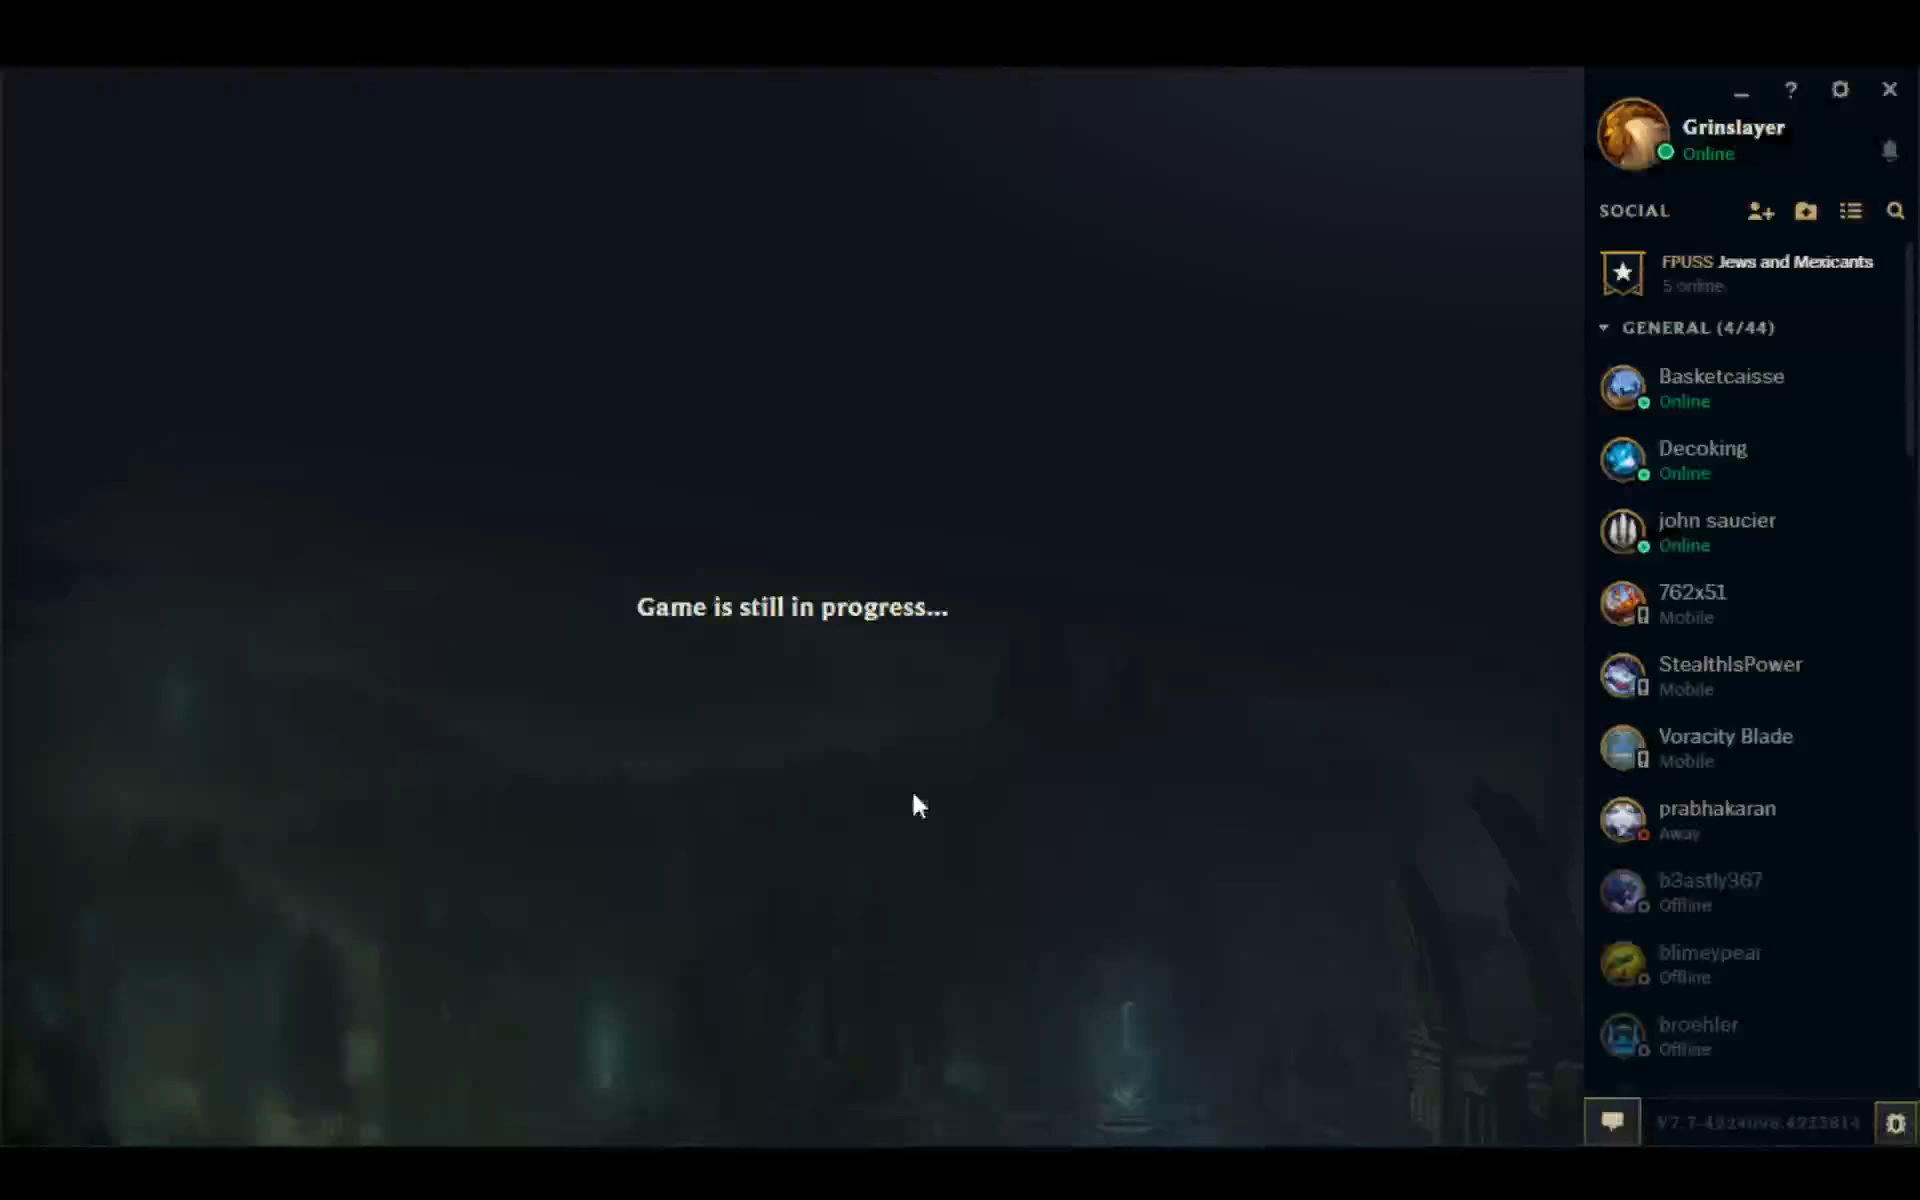 Grinslayer
Online
SOCIAL
FPUSS Jews and Mexicants
5 online
GENERAL (4/44)
Basketcaisse
Online
Decoking
Online
john saucier
Online
762x51
Mobile
StealthIsPower
Mobile
Voracity Blade
Mobile
prabhakaran
Away
b3astly367
Offline
blimeypear
Offline
broehler
Offline
Game is still in progress...